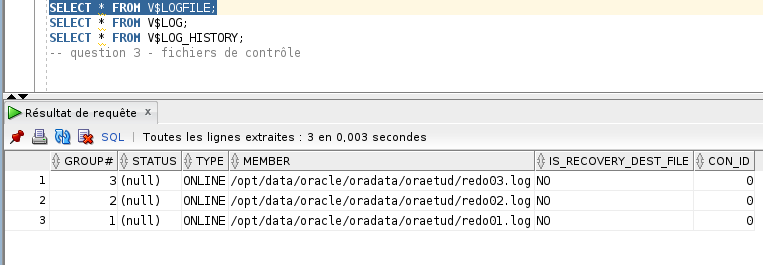 SELECT * FROM V$LOGFILE;
SELECT * FROM V$LOG;
SELECT * FROM V$LOG_HISTORY;
-- question 3 - fichiers de contrôle
Résultat de requête x
SQL | Toutes les lignes extraites : 3 en 0,003 secondes
GROUP# STATUS TYPE MEMBER IS_RECOVERY_DEST_FILE CON_ID
1 3 (null) ONLINE /opt/data/oracle/oradata/oraetud/redo03.log NO 0
2 2 (null) ONLINE /opt/data/oracle/oradata/oraetud/redo02.log NO 0
3 1 (null) ONLINE /opt/data/oracle/oradata/oraetud/redo01.log NO 0